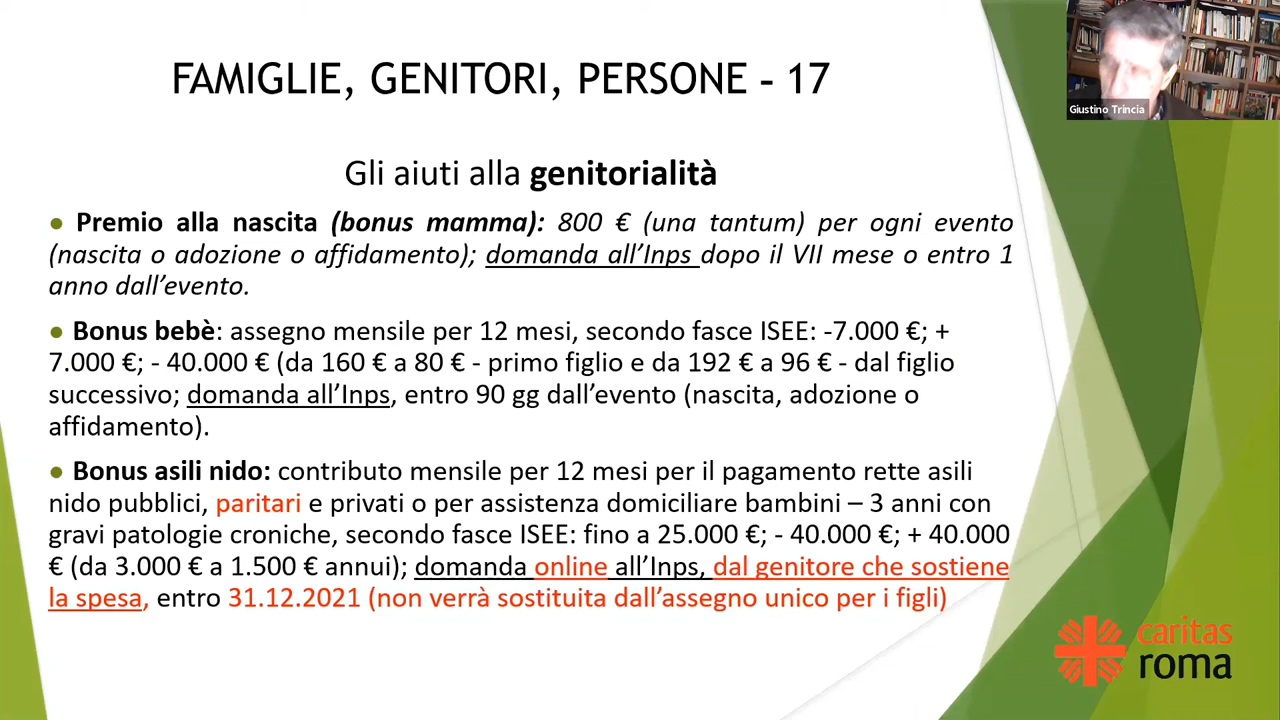 FAMIGLIE, GENITORI, PERSONE – 17
Giustino Trincia
Gli aiuti alla genitorialità
● Premio alla nascita (bonus mamma): 800 € (una tantum) per ogni evento
(nascita o adozione o affidamento); domanda all’Inps dopo il VII mese o entro 1
anno dall’evento.
● Bonus bebè: assegno mensile per 12 mesi, secondo fasce ISEE: -7.000 €; +
7.000 €; - 40.000 € (da 160 € a 80 € - primo figlio e da 192 € a 96 € - dal figlio
successivo; domanda all’Inps, entro 90 gg dall’evento (nascita, adozione o
affidamento).
● Bonus asili nido: contributo mensile per 12 mesi per il pagamento rette asili
nido pubblici, paritari e privati o per assistenza domiciliare bambini – 3 anni con
gravi patologie croniche, secondo fasce ISEE: fino a 25.000 €; - 40.000 €; + 40.000
€ (da 3.000 € a 1.500 € annui); domanda online all’Inps, dal genitore che sostiene
la spesa, entro 31.12.2021 (non verrà sostituita dall’assegno unico per i figli)
caritas
roma